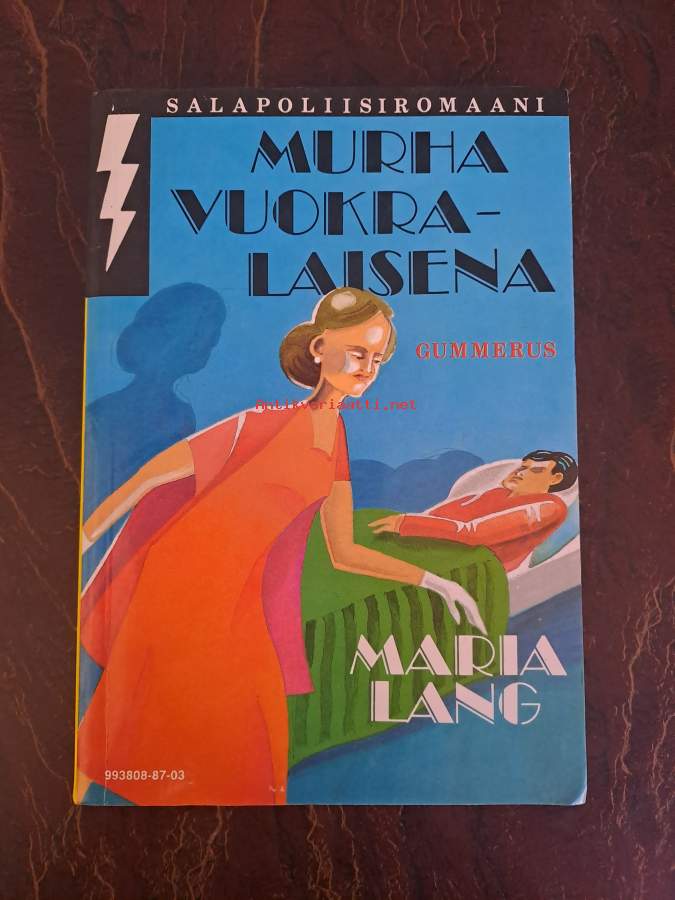 SALAPOLIISIROMAANI
MURHA
VUOKRA-
LAISENA
GUMMERUS
Antikvariaatti.net
MARIA
LANG
993808-87-03